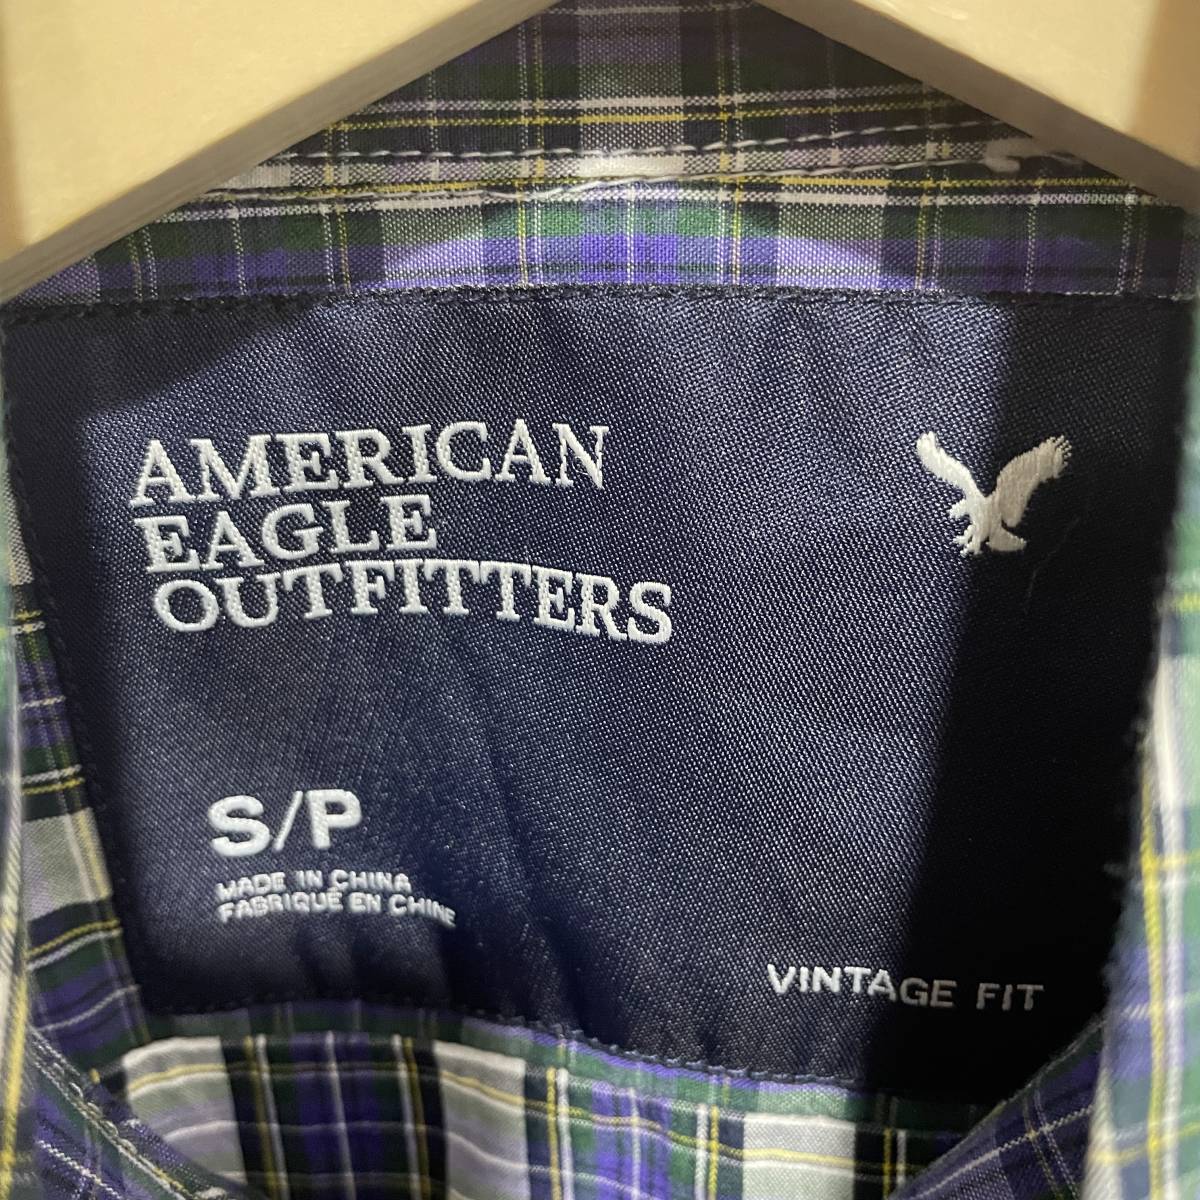 AMERICAN
EAGLE
OUTFITTERS
S/P
MADE IN CHINA
FABRIQUÉ EN CHINE
VINTAGE FIT